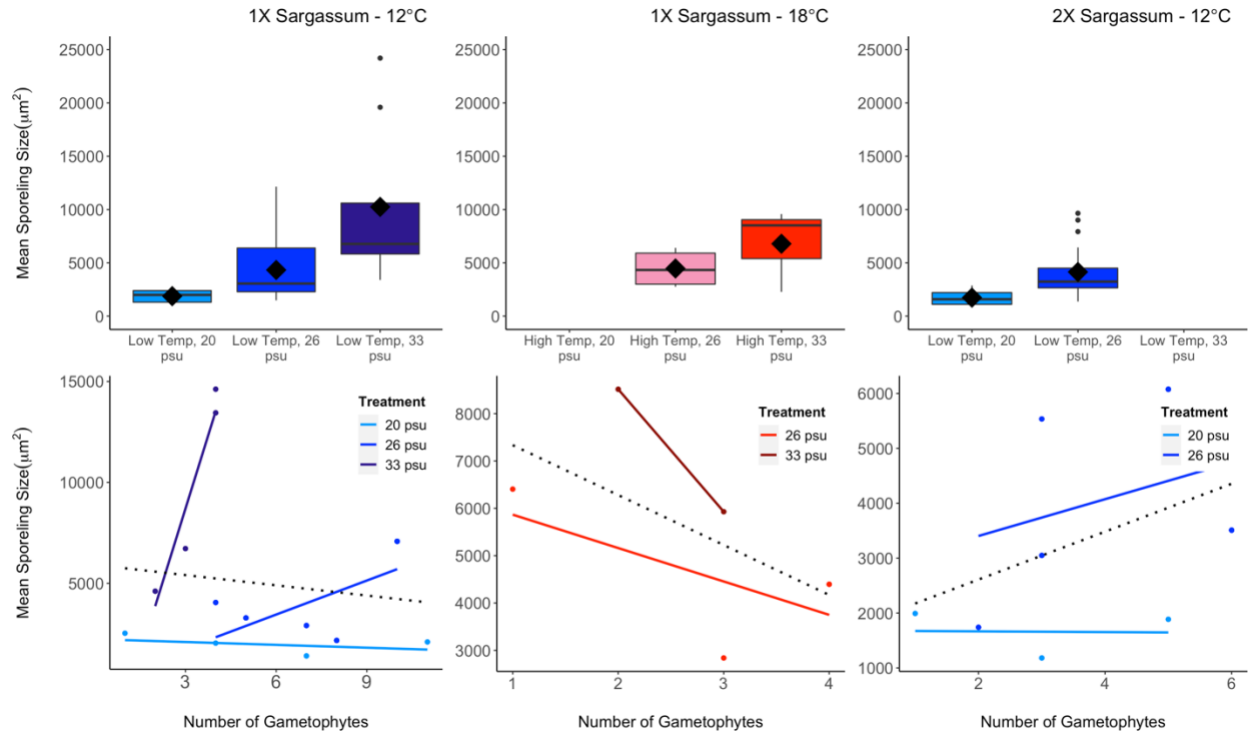 1X Sargassum - 12°C
1X Sargassum - 18°C
2X Sargassum - 12°C
Mean Sporeling Size(μm²)
25000
20000
15000
10000
5000
0
Low Temp, 20
psu
Low Temp, 26
psu
Low Temp, 33
psu
25000
20000
15000
10000
5000
0
High Temp, 20
psu
High Temp, 26
psu
High Temp, 33
psu
25000
20000
15000
10000
5000
0
Low Temp, 20
psu
Low Temp, 26
psu
Low Temp, 33
psu
Mean Sporeling Size(μm²)
15000
10000
5000
Treatment
20 psu
26 psu
33 psu
3 6 9
Number of Gametophytes
8000
7000
6000
5000
4000
3000
Treatment
26 psu
33 psu
1 2 3 4
Number of Gametophytes
6000
5000
4000
3000
2000
1000
Treatment
20 psu
26 psu
2 4 6
Number of Gametophytes